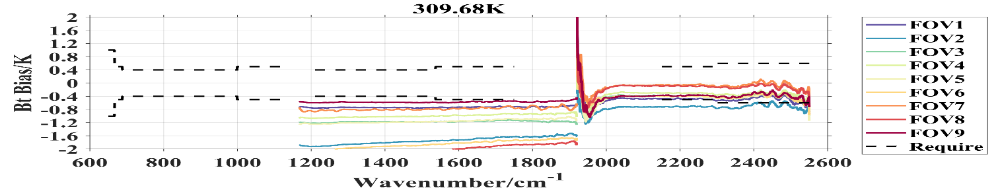 309.68K
Bt Bias/K
2
1.6
1.2
0.8
0.4
0
-0.4
-0.8
-1.2
-1.6
-2
600 800 1000 1200 1400 1600 1800 2000 2200 2400 2600
Wavenumber/cm-1
FOV1
FOV2
FOV3
FOV4
FOV5
FOV6
FOV7
FOV8
FOV9
Require